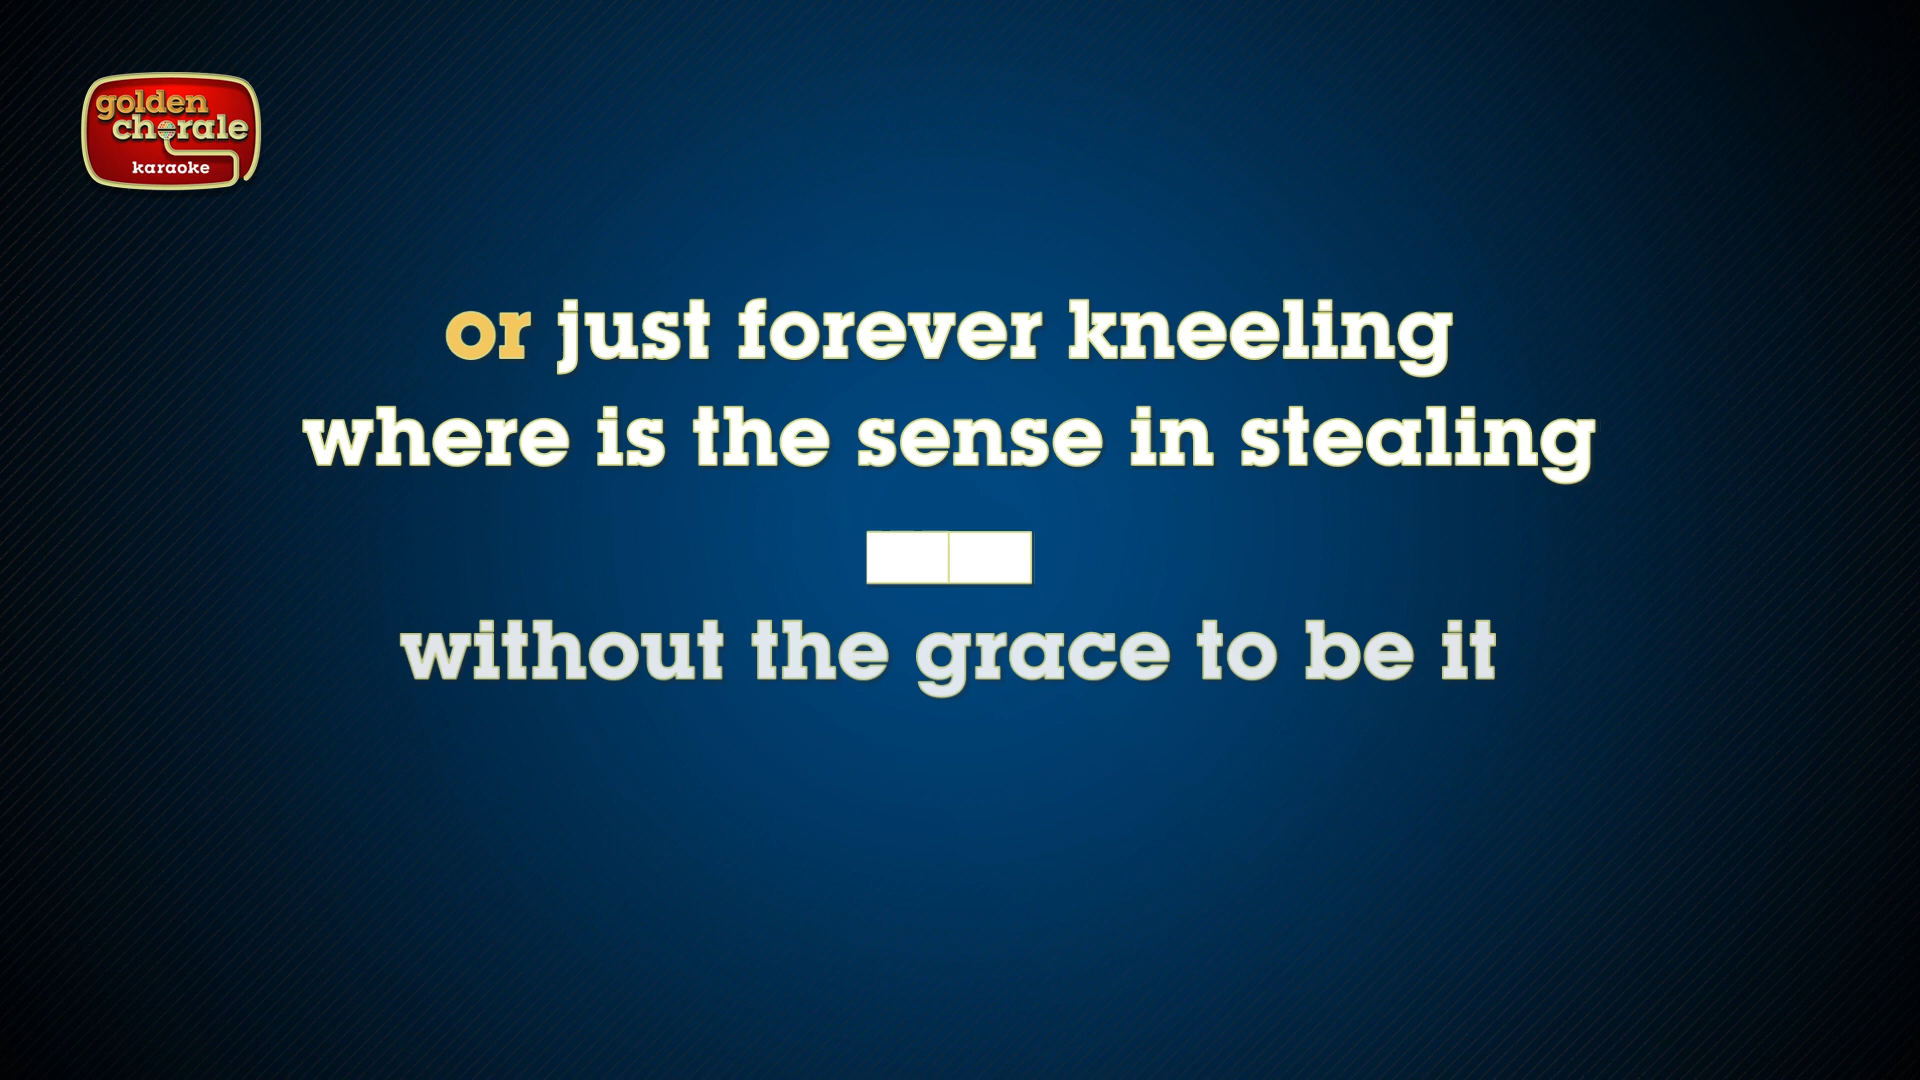 golden
chorale
karaoke
or just forever kneeling
where is the sense in stealing
without the grace to be it